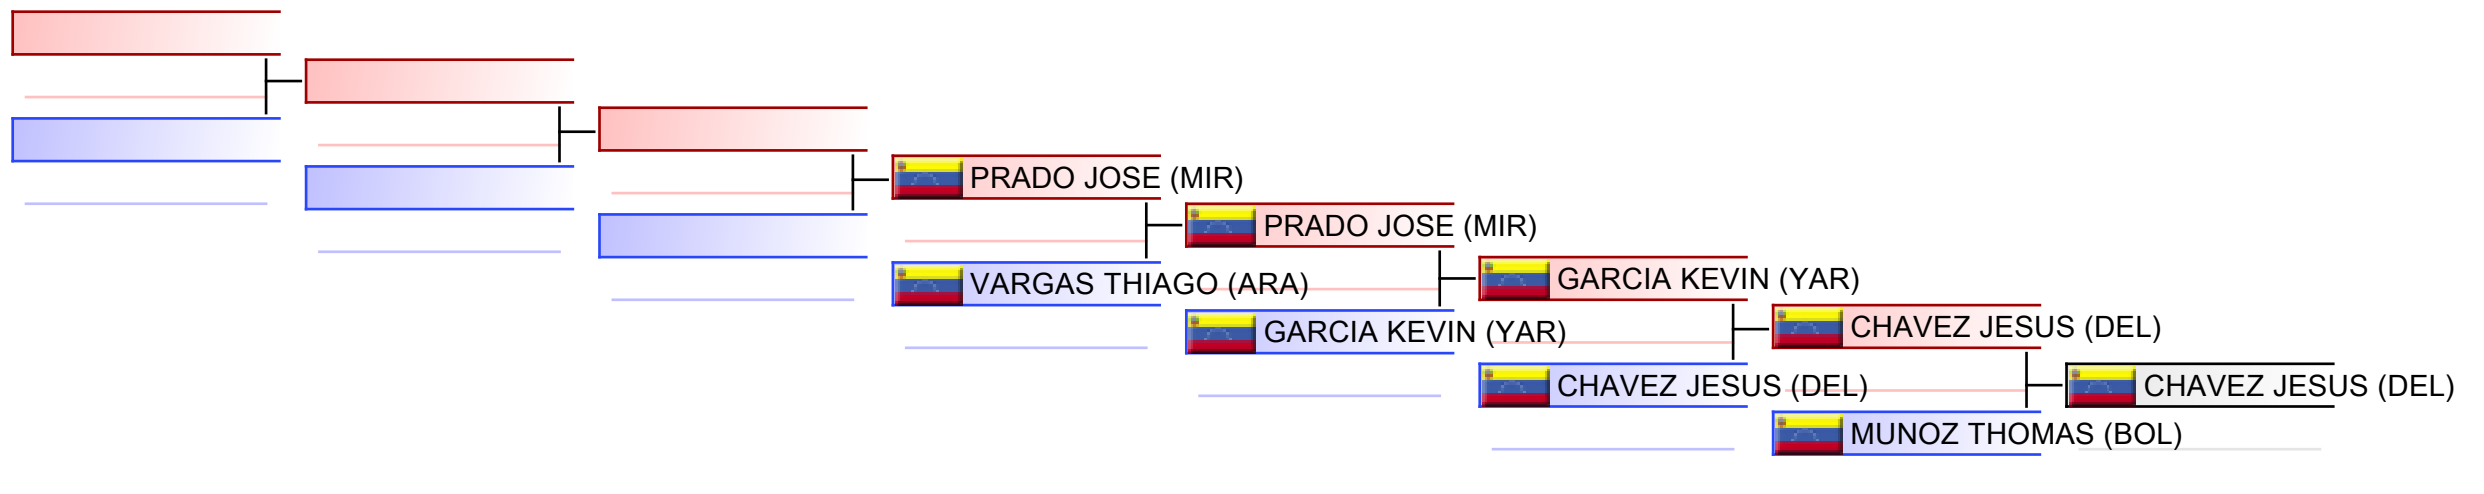 PRADO JOSE (MIR)
PRADO JOSE (MIR)
VARGAS THIAGO (ARA)
GARCIA KEVIN (YAR)
GARCIA KEVIN (YAR)
CHAVEZ JESUS (DEL)
CHAVEZ JESUS (DEL)
CHAVEZ JESUS (DEL)
MUNOZ THOMAS (BOL)